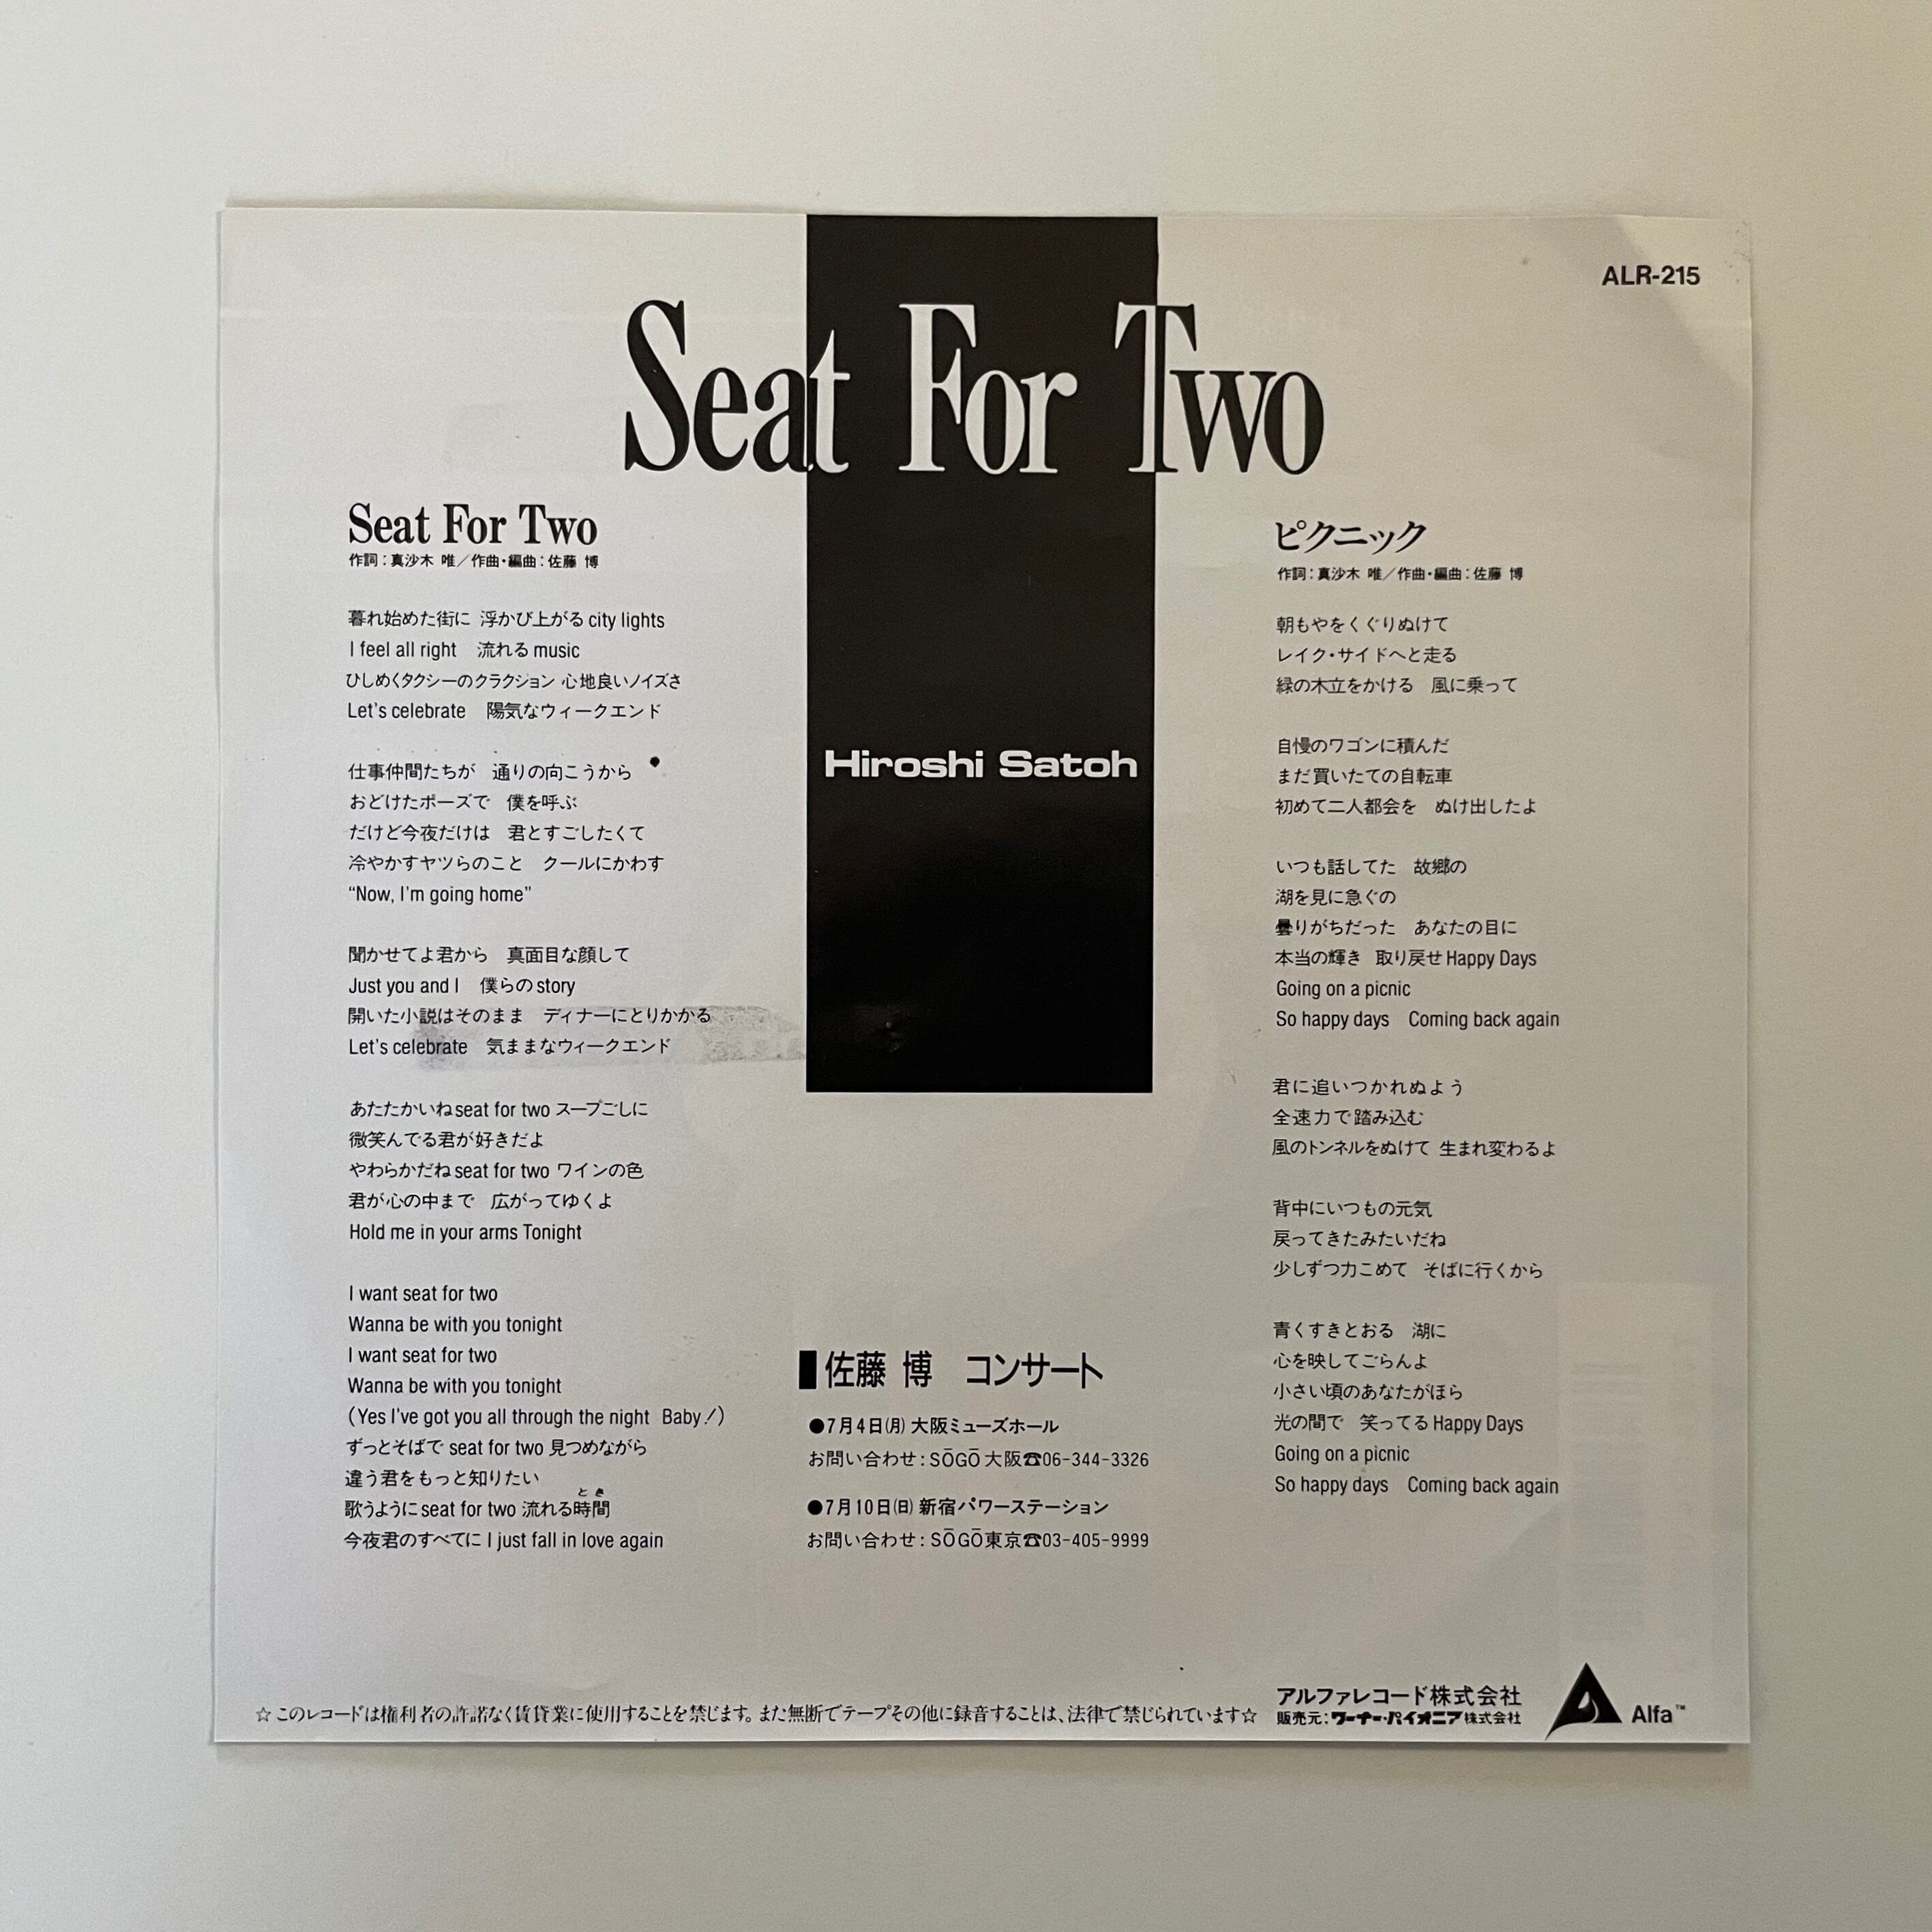 ALR-215
Seat For Two
Hiroshi Satoh
Seat For Two
作詞：真沙木 唯／作曲・編曲：佐藤 博
暮れ始めた街に 浮かび上がる city lights
I feel all right 流れる music
ひしめくタクシーのクラクション 心地良いノイズさ
Let's celebrate 陽気なウィークエンド
仕事仲間たちが 通りの向こうから
おどけたポーズで 僕を呼ぶ
だけど今夜だけは 君とすごしたくて
冷やかすヤツらのこと クールにかわす
“Now, I'm going home”
聞かせてよ君から 真面目な顔して
Just you and I 僕らの story
開いた小説はそのまま ディナーにとりかかる
Let's celebrate 気ままなウィークエンド
あたたかいね seat for two スープごしに
微笑んでる君が好きだよ
やわらかだね seat for two ワインの色
君が心の中まで 広がってゆくよ
Hold me in your arms Tonight
I want seat for two
Wanna be with you tonight
I want seat for two
Wanna be with you tonight
(Yes I've got you all through the night Baby！)
ずっとそばで seat for two 見つめながら
違う君をもっと知りたい
とき
歌うように seat for two 流れる時間
今夜君のすべてに I just fall in love again
佐藤 博 コンサート
●7月4日(月) 大阪ミューズホール
お問い合わせ：SŌGŌ大阪☎06-344-3326
●7月10日(日) 新宿パワーステーション
お問い合わせ：SŌGŌ東京☎03-405-9999
ピクニック
作詞：真沙木 唯／作曲・編曲：佐藤 博
朝もやをくぐりぬけて
レイク・サイドへと走る
緑の木立をかける 風に乗って
自慢のワゴンに積んだ
まだ買いたての自転車
初めて二人都会を ぬけ出したよ
いつも話してた 故郷の
湖を見に急ぐの
曇りがちだった あなたの目に
本当の輝き 取り戻せ Happy Days
Going on a picnic
So happy days Coming back again
君に追いつかれぬよう
全速力で踏み込む
風のトンネルをぬけて 生まれ変わるよ
背中にいつもの元気
戻ってきたみたいだね
少しずつ力こめて そばに行くから
青くすきとおる 湖に
心を映してごらんよ
小さい頃のあなたがほら
光の間で 笑ってる Happy Days
Going on a picnic
So happy days Coming back again
☆このレコードは権利者の許諾なく賃貸業に使用することを禁じます。また無断でテープその他に録音することは、法律で禁じられています☆
アルファレコード株式会社
販売元：ワーナー・パイオニア株式会社
Alfa™